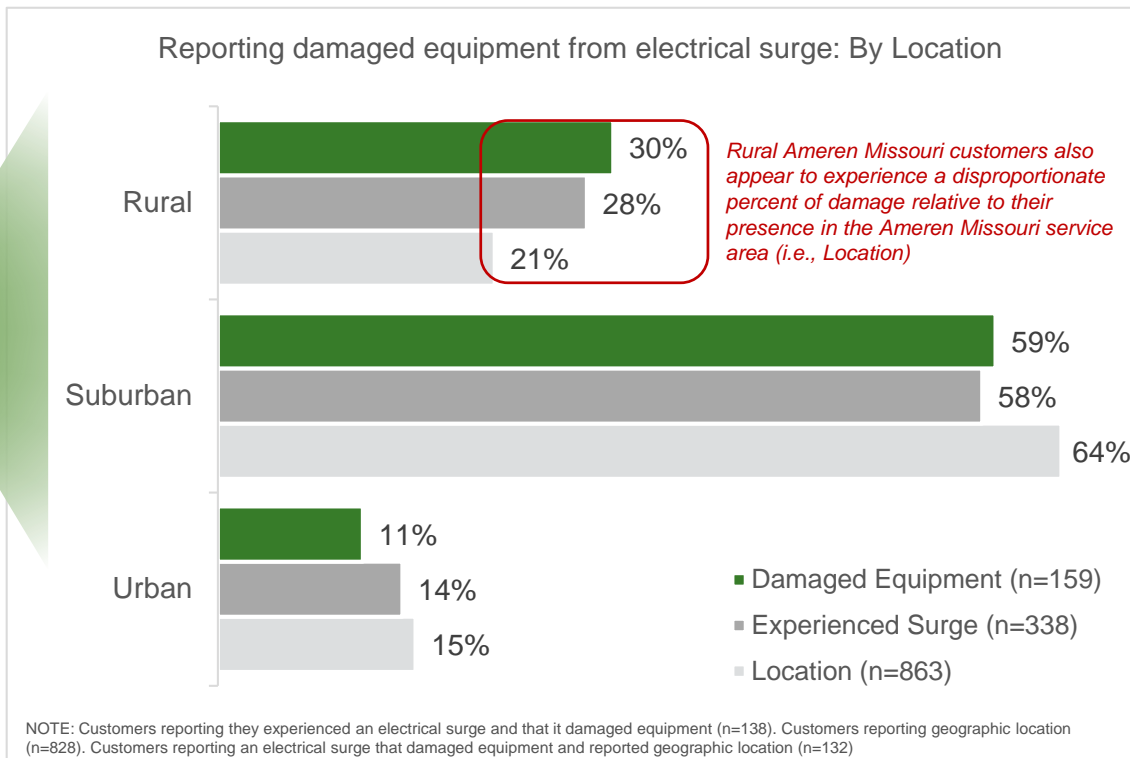 Reporting damaged equipment from electrical surge: By Location
Rural
30%
28%
21%
Rural Ameren Missouri customers also
appear to experience a disproportionate
percent of damage relative to their
presence in the Ameren Missouri service
area (i.e., Location)
Suburban
59%
58%
64%
Urban
11%
14%
15%
Damaged Equipment (n=159)
Experienced Surge (n=338)
Location (n=863)
NOTE: Customers reporting they experienced an electrical surge and that it damaged equipment (n=138). Customers reporting geographic location
(n=828). Customers reporting an electrical surge that damaged equipment and reported geographic location (n=132)